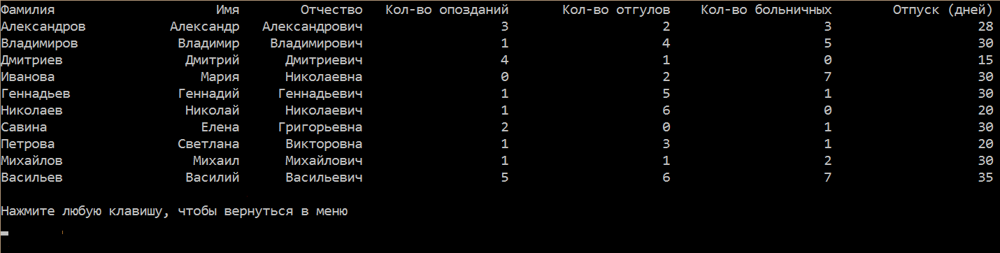 Фамилия Имя Отчество Кол-во опозданий Кол-во отгулов Кол-во больничных Отпуск (дней)
Александров Александр Александрович 3 2 3 28
Владимиров Владимир Владимирович 1 4 5 30
Дмитриев Дмитрий Дмитриевич 4 1 0 15
Иванова Мария Николаевна 0 2 7 30
Геннадьев Геннадий Геннадьевич 1 5 1 30
Николаев Николай Николаевич 1 6 0 20
Савина Елена Григорьевна 2 0 1 30
Петрова Светлана Викторовна 1 3 1 20
Михайлов Михаил Михайлович 1 1 2 30
Васильев Василий Васильевич 5 6 7 35
Нажмите любую клавишу, чтобы вернуться в меню